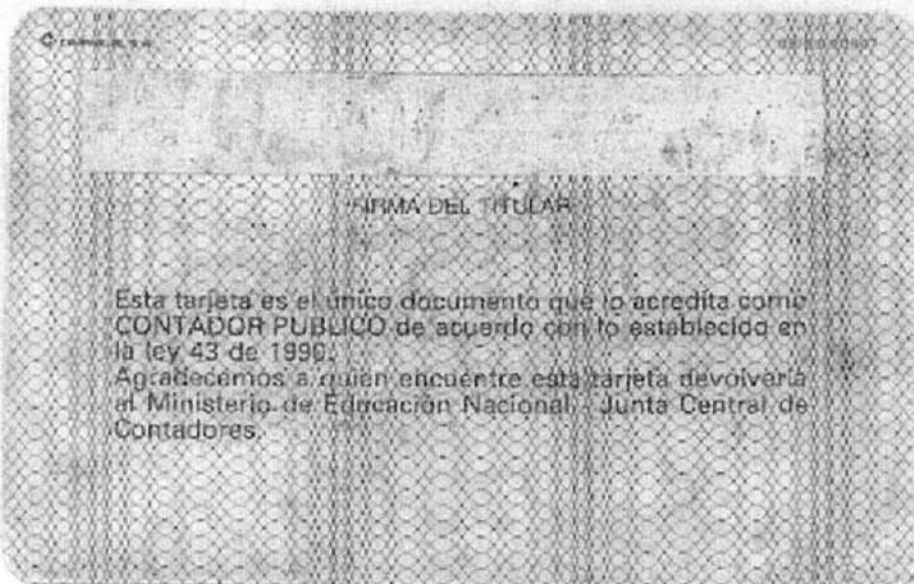 FIRMA DEL TITULAR
Esta tarjeta es el único documento que lo acredita como
CONTADOR PUBLICO de acuerdo con lo establecido en
la ley 43 de 1990.
Agradecemos a quien encuentre esta tarjeta devolverla
al Ministerio de Educación Nacional - Junta Central de
Contadores.